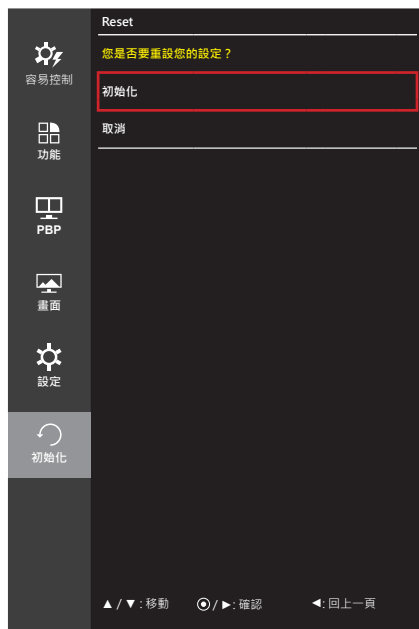 Reset
您是否要重設您的設定？
初始化
取消
容易控制
功能
PBP
畫面
設定
初始化
▲ / ▼ : 移動 ◉ / ►: 確認 ◄: 回上一頁